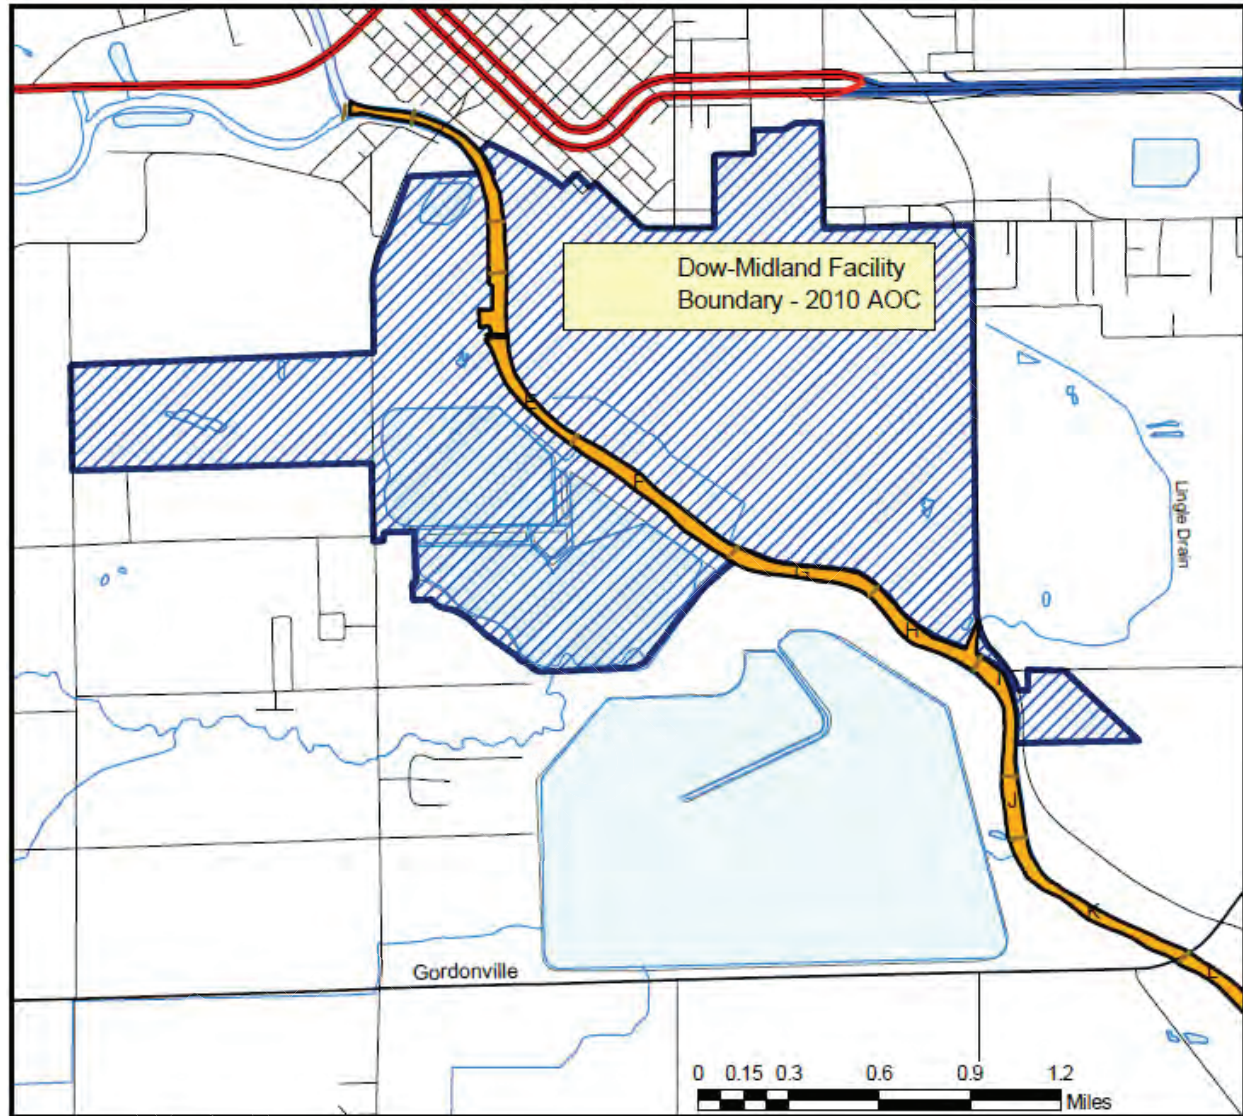 Dow-Midland Facility
Boundary - 2010 AOC
E
F
G
Lingle Drain
H
I
J
K
L
Gordonville
0 0.15 0.3 0.6 0.9 1.2
Miles